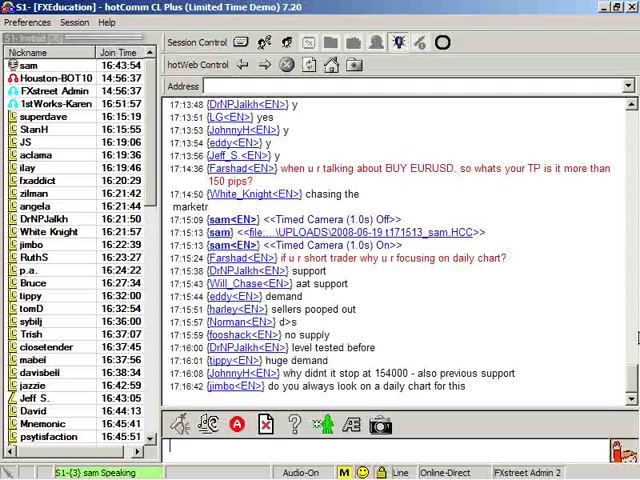 S1- [FXEducation] - hotComm CL Plus (Limited Time Demo) 7.20
Preferences Session Help
S1- Invited [76]
Nickname Join Time
sam 16:43:54
Houston-BOT10 14:56:37
FXstreet Admin 14:56:37
1stWorks-Karen 16:51:57
superdave 16:15:19
StanH 16:15:55
JS 16:19:06
aclama 16:19:36
ilay 16:19:36
fxaddict 16:20:29
zilman 16:21:42
angela 16:21:44
DrNPJalkh 16:21:50
White Knight 16:21:57
jimbo 16:22:39
RuthS 16:23:27
p.a. 16:24:22
Bruce 16:27:34
tippy 16:32:00
tomD 16:36:54
sybilj 16:36:59
Trish 16:37:07
closetender 16:37:45
mabei 16:37:54
davisbeli 16:38:24
jazzie 16:42:59
Jeff S. 16:43:05
David 16:44:13
Mnemonic 16:45:45
psytisfaction 16:45:51
Session Control
hotWeb Control
Address
17:13:48 {DrNPJalkh<EN>} y
17:13:51 {LG<EN>} yes
17:13:53 {JohnnyH<EN>} y
17:13:54 {eddy<EN>} y
17:13:56 {Jeff_S.<EN>} y
17:14:36 {Farshad<EN>} when u r talking about BUY EURUSD, so whats your TP is it more than
150 pips?
17:14:50 {White_Knight<EN>} chasing the
marketr
17:15:09 {sam<EN>} <<Timed Camera (1.0s) Off>>
17:15:13 {sam} <<file:...\UPLOADS\2008-06-19 t171513_sam.HCC>>
17:15:13 {sam<EN>} <<Timed Camera (1.0s) On>>
17:15:24 {Farshad<EN>} if u r short trader why u r focusing on daily chart?
17:15:38 {DrNPJalkh<EN>} support
17:15:43 {Will_Chase<EN>} aat support
17:15:44 {eddy<EN>} demand
17:15:51 {harley<EN>} sellers pooped out
17:15:57 {Norman<EN>} d>s
17:15:58 {fooshack<EN>} no suppiy
17:16:00 {DrNPJalkh<EN>} level tested before
17:16:01 {tippy<EN>} huge demand
17:16:08 {JohnnyH<EN>} why didnt it stop at 154000 - also previous support
17:16:42 {jimbo<EN>} do you always look on a daily chart for this
S1-{3} sam Speaking Audio-On M Line Online-Direct FXstreet Admin 2